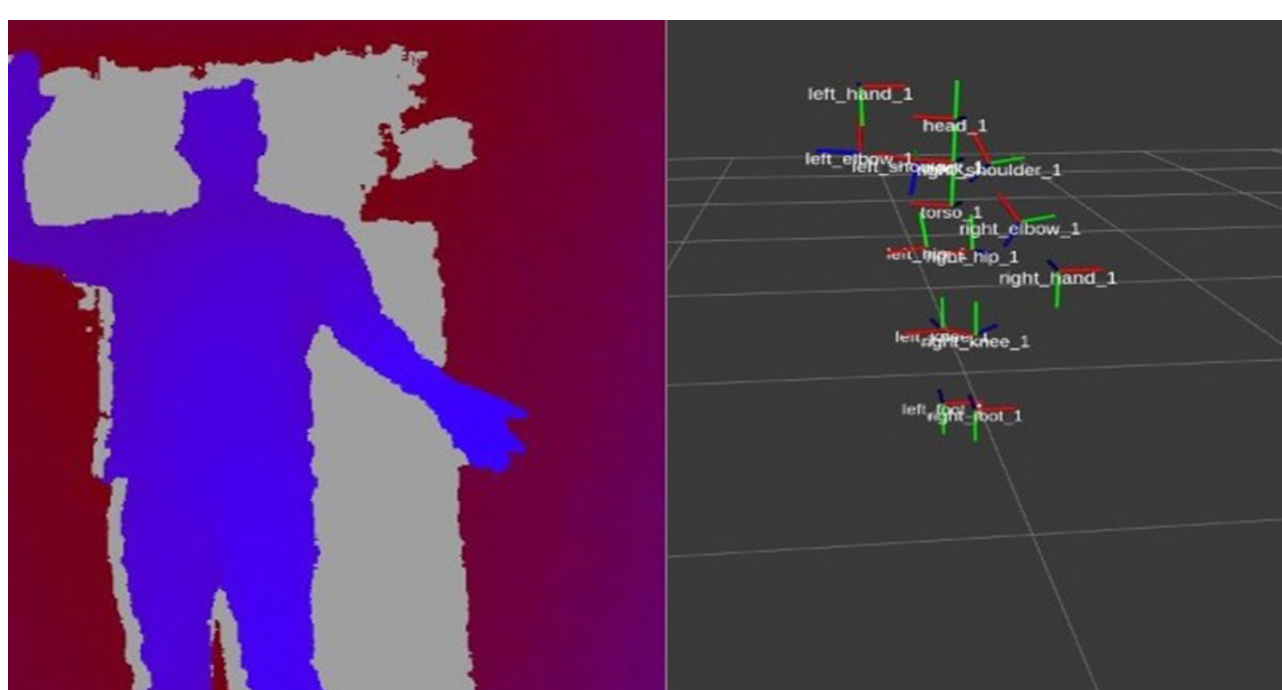 left_hand_1
head_1
left_elbow_1
right_shoulder_1
torso_1
right_elbow_1
right_hip_1
right_hand_1
right_knee_1
right_foot_1